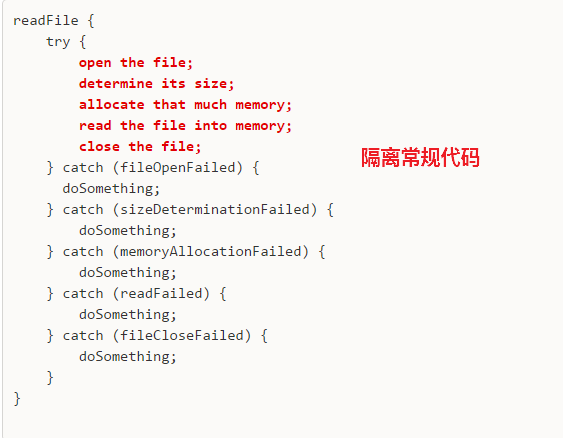 readFile {
    try {
        open the file;
        determine its size;
        allocate that much memory;
        read the file into memory;
        close the file;
隔离常规代码
    } catch (fileOpenFailed) {
      doSomething;
    } catch (sizeDeterminationFailed) {
        doSomething;
    } catch (memoryAllocationFailed) {
        doSomething;
    } catch (readFailed) {
        doSomething;
    } catch (fileCloseFailed) {
        doSomething;
    }
}